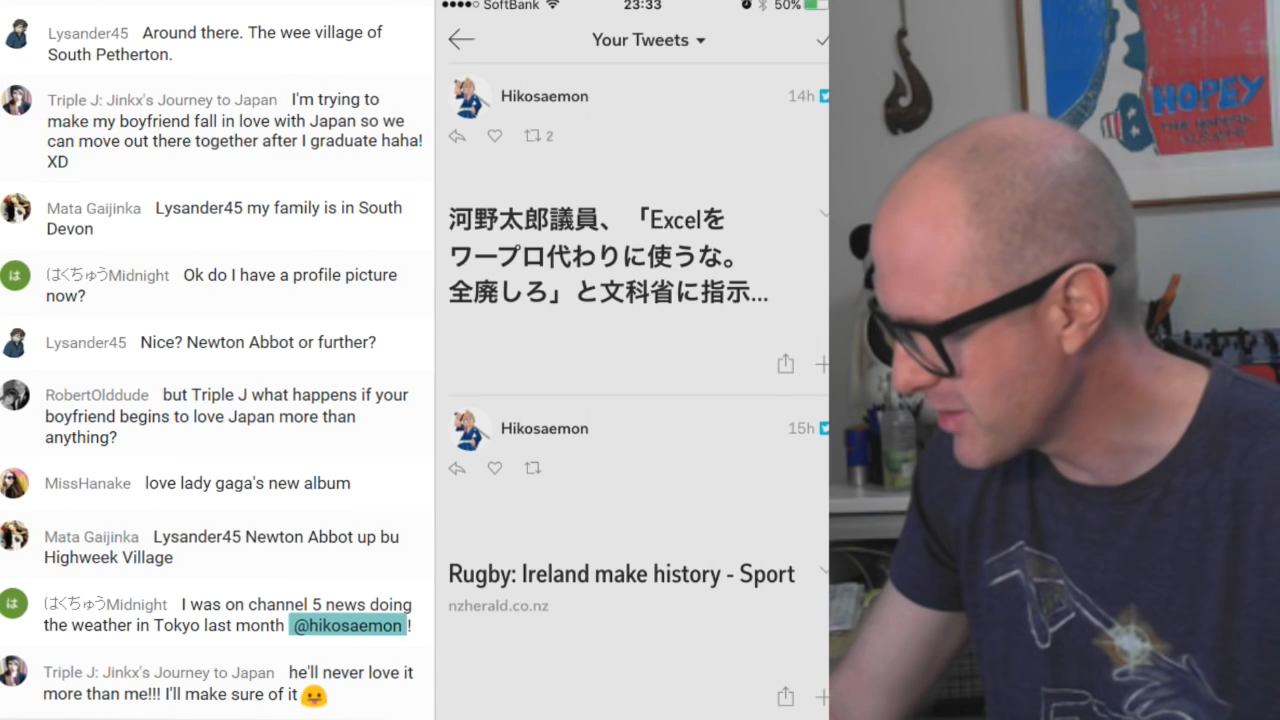 Lysander45 Around there. The wee village of
South Petherton.
Triple J: Jinkx's Journey to Japan I'm trying to
make my boyfriend fall in love with Japan so we
can move out there together after I graduate haha!
XD
Mata Gaijinka Lysander45 my family is in South
Devon
は はくちゅうMidnight Ok do I have a profile picture
now?
Lysander45 Nice? Newton Abbot or further?
RobertOlddude but Triple J what happens if your
boyfriend begins to love Japan more than
anything?
MissHanake love lady gaga's new album
Mata Gaijinka Lysander45 Newton Abbot up bu
Highweek Village
は はくちゅうMidnight I was on channel 5 news doing
the weather in Tokyo last month @hikosaemon !
Triple J: Jinkx's Journey to Japan he'll never love it
more than me!!! I'll make sure of it 😛
SoftBank 23:33 50%
Your Tweets
Hikosaemon 14h
2
河野太郎議員、「Excelを
ワープロ代わりに使うな。
全廃しろ」と文科省に指示...
Hikosaemon 15h
Rugby: Ireland make history - Sport
nzherald.co.nz
HOPEY